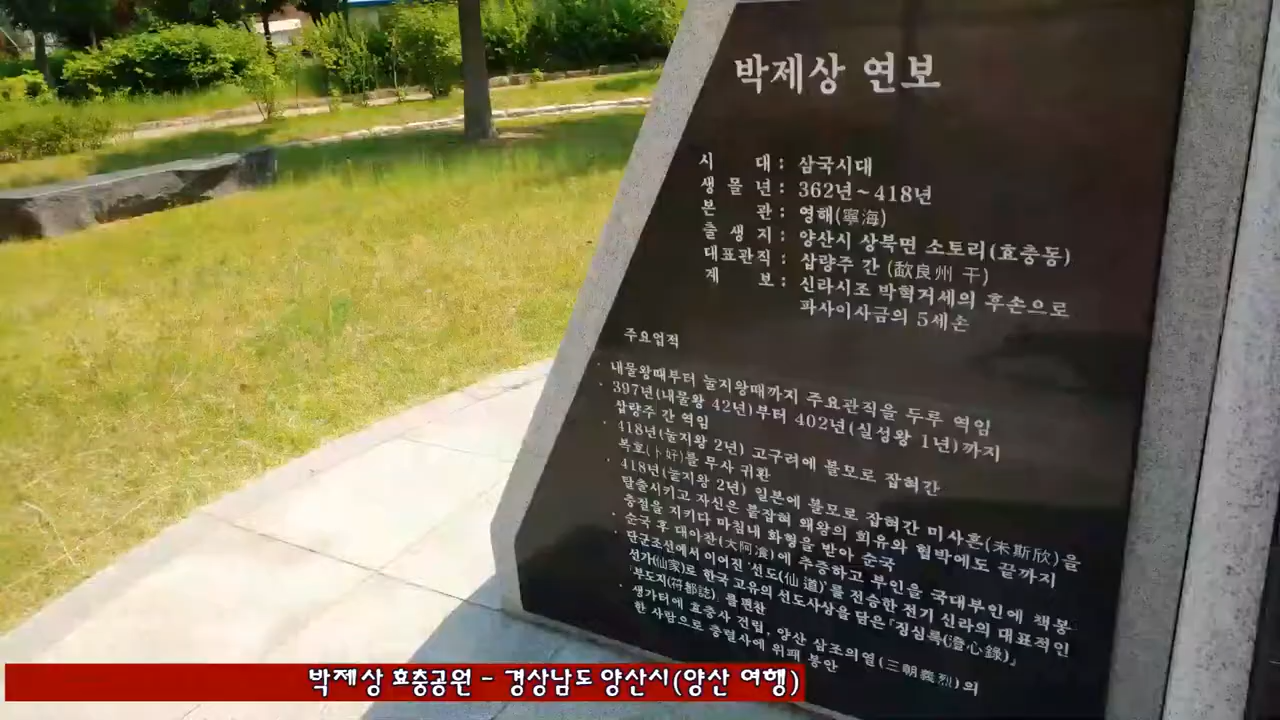 박제상 연보
시 대 : 삼국시대
생 몰 년 : 362년~418년
본 관 : 영해(寧海)
출 생 지 : 양산시 상북면 소토리(효충동)
대표관직 : 삽량주 간 (歃良州 干)
계 보 : 신라시조 박혁거세의 후손으로
파사이사금의 5세손
주요업적
· 내물왕때부터 눌지왕때까지 주요관직을 두루 역임
· 397년(내물왕 42년)부터 402년(실성왕 1년)까지
삽량주 간 역임
· 418년(눌지왕 2년) 고구려에 볼모로 잡혀간
복호(卜好)를 무사 귀환
· 418년(눌지왕 2년) 일본에 볼모로 잡혀간 미사흔(未斯欣)을
탈출시키고 자신은 붙잡혀 왜왕의 회유와 협박에도 끝까지
충절을 지키다 마침내 화형을 받아 순국
· 순국 후 대아찬(大阿飡)에 추증하고 부인을 국대부인에 책봉
· 단군조선에서 이어진 '선도(仙道)'를 전승한 전기 신라의 대표적인
선가(仙家)로 한국 고유의 선도사상을 담은 「징심록(澄心錄)」
「부도지(符都誌)」를편찬
· 생가터에 효충사 건립, 양산 삼조의열(三朝義烈)의
한 사람으로 충렬사에 위패 봉안
박제상 효충공원 - 경상남도 양산시(양산 여행)